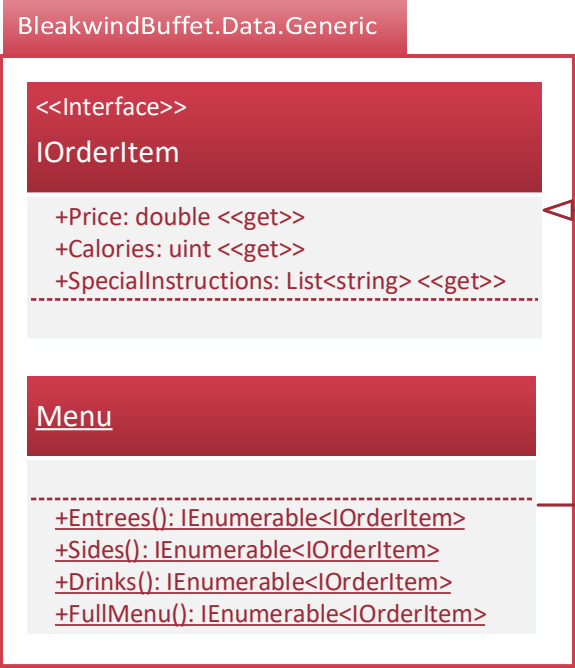 BleakwindBuffet.Data.Generic
<<Interface>>
IOrderItem
+Price: double <<get>>
+Calories: uint <<get>>
+SpecialInstructions: List<string> <<get>>
Menu
+Entrees(): IEnumerable<IOrderItem>
+Sides(): IEnumerable<IOrderItem>
+Drinks(): IEnumerable<IOrderItem>
+FullMenu(): IEnumerable<IOrderItem>